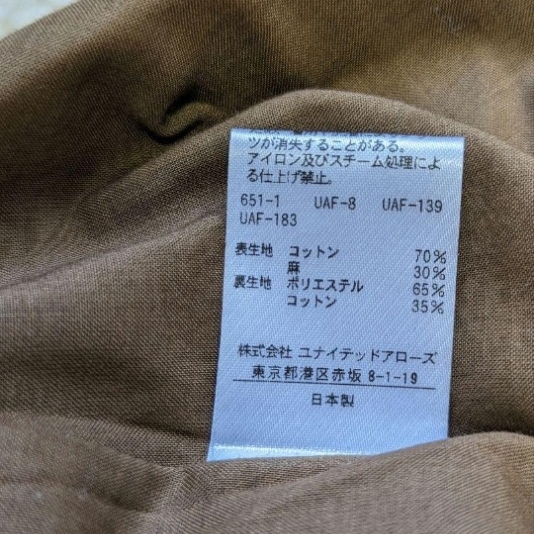 ツが消失することがある。
アイロン及びスチーム処理によ
る仕上げ禁止。
651-1 UAF-8 UAF-139
UAF-183
表生地 コットン 70%
麻 30%
裏生地 ポリエステル 65%
コットン 35%
株式会社 ユナイテッドアローズ
東京都港区赤坂 8-1-19
日本製